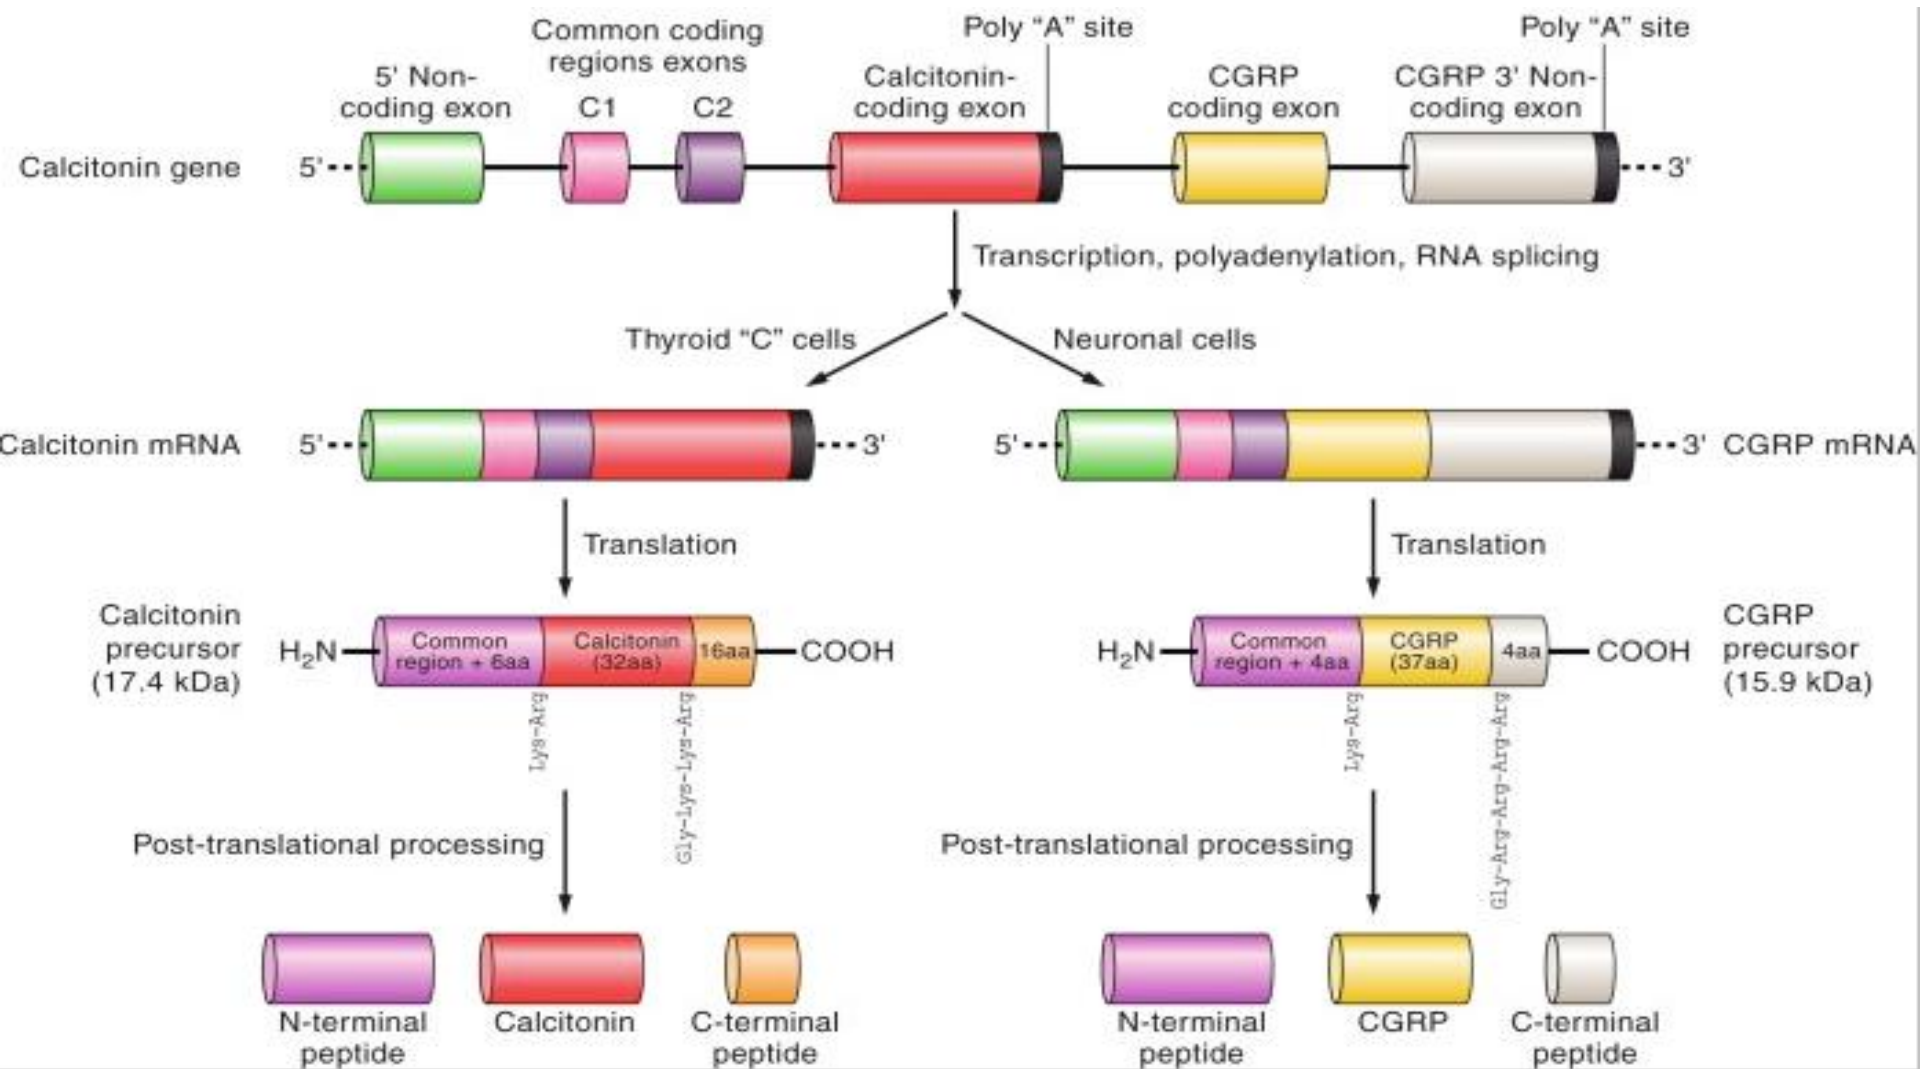 Common coding
regions exons
Poly “A” site
Poly “A” site
5' Non-
coding exon
C1
C2
Calcitonin-
coding exon
CGRP
coding exon
CGRP 3' Non-
coding exon
Calcitonin gene
5'
3'
Transcription, polyadenylation, RNA splicing
Thyroid “C” cells
Neuronal cells
Calcitonin mRNA
5'
3'
5'
3'
CGRP mRNA
Translation
Translation
Calcitonin
precursor
(17.4 kDa)
H₂N
Common
region + 6aa
Calcitonin
(32aa)
16aa
COOH
H₂N
Common
region + 4aa
CGRP
(37aa)
4aa
COOH
CGRP
precursor
(15.9 kDa)
Lys-Arg
Gly-Lys-Lys-Arg
Lys-Arg
Gly-Arg-Arg-Arg-Arg
Post-translational processing
Post-translational processing
N-terminal
peptide
Calcitonin
C-terminal
peptide
N-terminal
peptide
CGRP
C-terminal
peptide